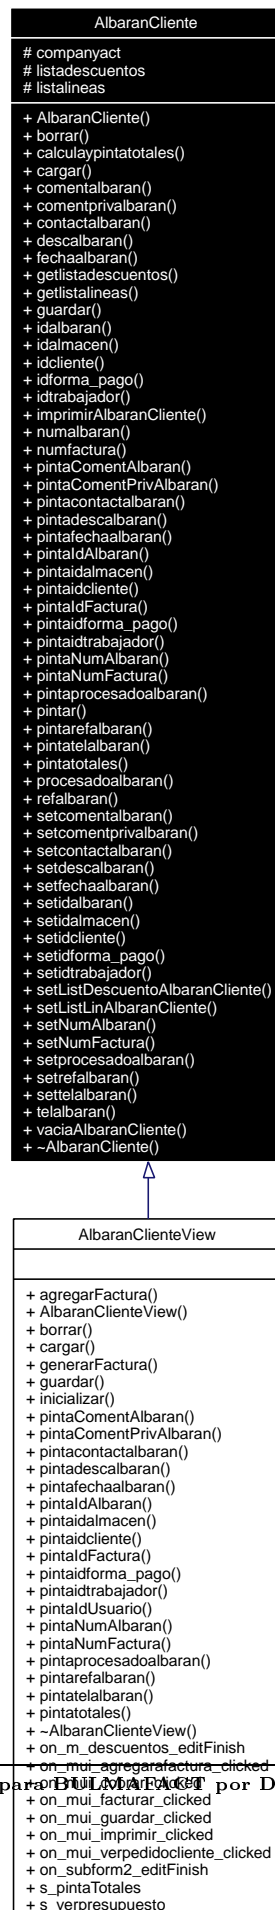 AlbaranCliente
# companyact
# listadescuentos
# listalineas
+ AlbaranCliente()
+ borrar()
+ calculaypintatotales()
+ cargar()
+ comentalbaran()
+ comentprivalbaran()
+ contactalbaran()
+ descalbaran()
+ fechaalbaran()
+ getlistadescuentos()
+ getlistalineas()
+ guardar()
+ idalbaran()
+ idalmacen()
+ idcliente()
+ idforma_pago()
+ idtrabajador()
+ imprimirAlbaranCliente()
+ numalbaran()
+ numfactura()
+ pintaComentAlbaran()
+ pintaComentPrivAlbaran()
+ pintacontactalbaran()
+ pintadescalbaran()
+ pintafechaalbaran()
+ pintaIdAlbaran()
+ pintaidalmacen()
+ pintaidcliente()
+ pintaIdFactura()
+ pintaidforma_pago()
+ pintaidtrabajador()
+ pintaNumAlbaran()
+ pintaNumFactura()
+ pintaprocesadoalbaran()
+ pintar()
+ pintarefalbaran()
+ pintatelalbaran()
+ pintatotales()
+ procesadoalbaran()
+ refalbaran()
+ setcomentalbaran()
+ setcomentprivalbaran()
+ setcontactalbaran()
+ setdescalbaran()
+ setfechaalbaran()
+ setidalbaran()
+ setidalmacen()
+ setidcliente()
+ setidforma_pago()
+ setidtrabajador()
+ setListDescuentoAlbaranCliente()
+ setListLinAlbaranCliente()
+ setNumAlbaran()
+ setNumFactura()
+ setprocesadoalbaran()
+ setrefalbaran()
+ settelalbaran()
+ telalbaran()
+ vaciaAlbaranCliente()
+ ~AlbaranCliente()
AlbaranClienteView
+ agregarFactura()
+ AlbaranClienteView()
+ borrar()
+ cargar()
+ generarFactura()
+ guardar()
+ inicializar()
+ pintaComentAlbaran()
+ pintaComentPrivAlbaran()
+ pintacontactalbaran()
+ pintadescalbaran()
+ pintafechaalbaran()
+ pintaIdAlbaran()
+ pintaidalmacen()
+ pintaidcliente()
+ pintaIdFactura()
+ pintaidforma_pago()
+ pintaidtrabajador()
+ pintaIdUsuario()
+ pintaNumAlbaran()
+ pintaNumFactura()
+ pintaprocesadoalbaran()
+ pintarefalbaran()
+ pintatelalbaran()
+ pintatotales()
+ ~AlbaranClienteView()
+ on_m_descuentos_editFinish
+ on_mui_agregarafactura_clicked
para BULMAFACT por D
+ on_mui_facturar_clicked
+ on_mui_guardar_clicked
+ on_mui_imprimir_clicked
+ on_mui_verpedidocliente_clicked
+ on_subform2_editFinish
+ s_pintaTotales
+ s_verpresupuesto